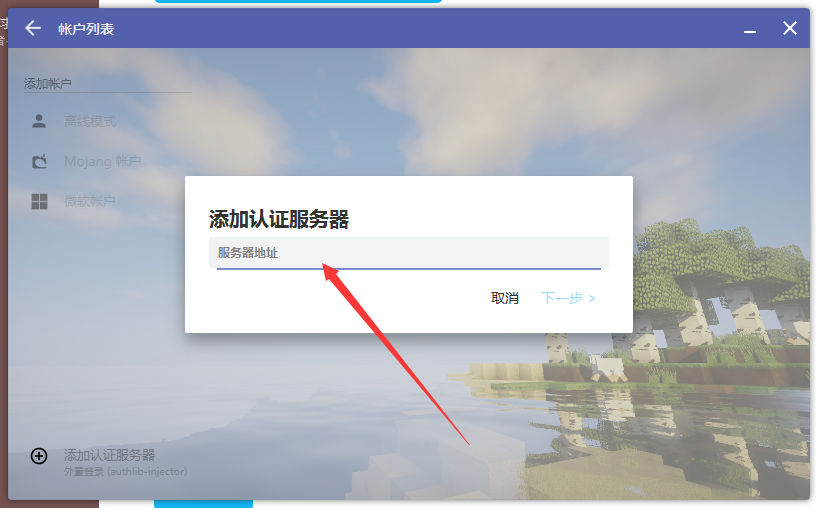 帐户列表
添加帐户
离线模式
Mojang 帐户
微软帐户
添加认证服务器
服务器地址
取消
下一步 >
添加认证服务器
外置登录 (authlib-injector)